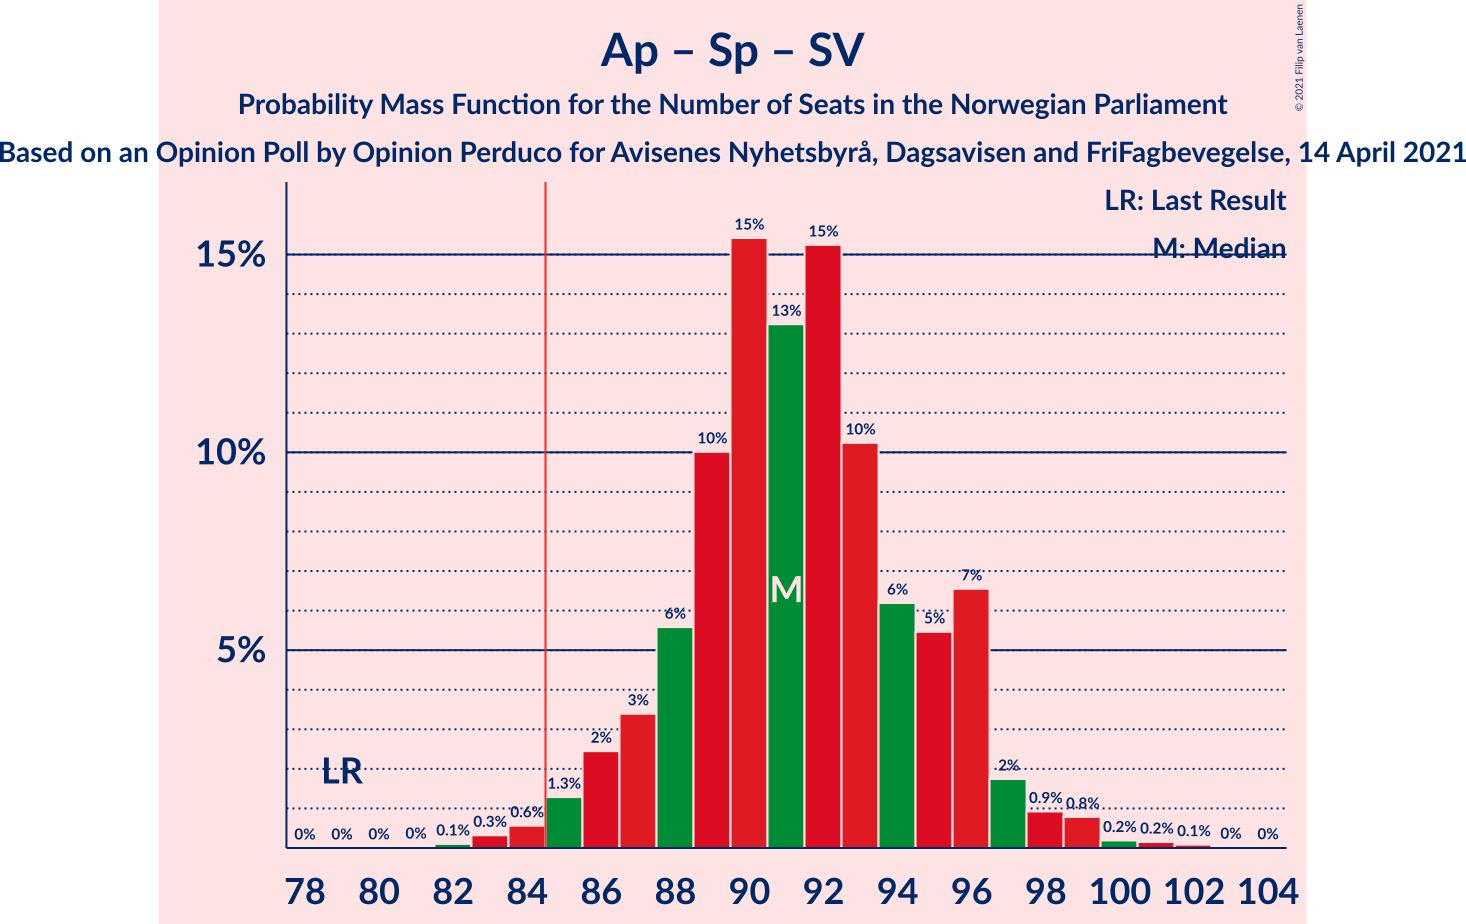 Ap – Sp – SV
Probability Mass Function for the Number of Seats in the Norwegian Parliament
Based on an Opinion Poll by Opinion Perduco for Avisenes Nyhetsbyrå, Dagsavisen and FriFagbevegelse, 14 April 2021
© 2021 Filip van Laenen
LR: Last Result
M: Median
15%
10%
5%
LR
M
0% 0% 0% 0% 0.1% 0.3% 0.6% 1.3% 2% 3% 6% 10% 15% 13% 15% 10% 6% 5% 7% 2% 0.9% 0.8% 0.2% 0.2% 0.1% 0% 0%
78 80 82 84 86 88 90 92 94 96 98 100 102 104